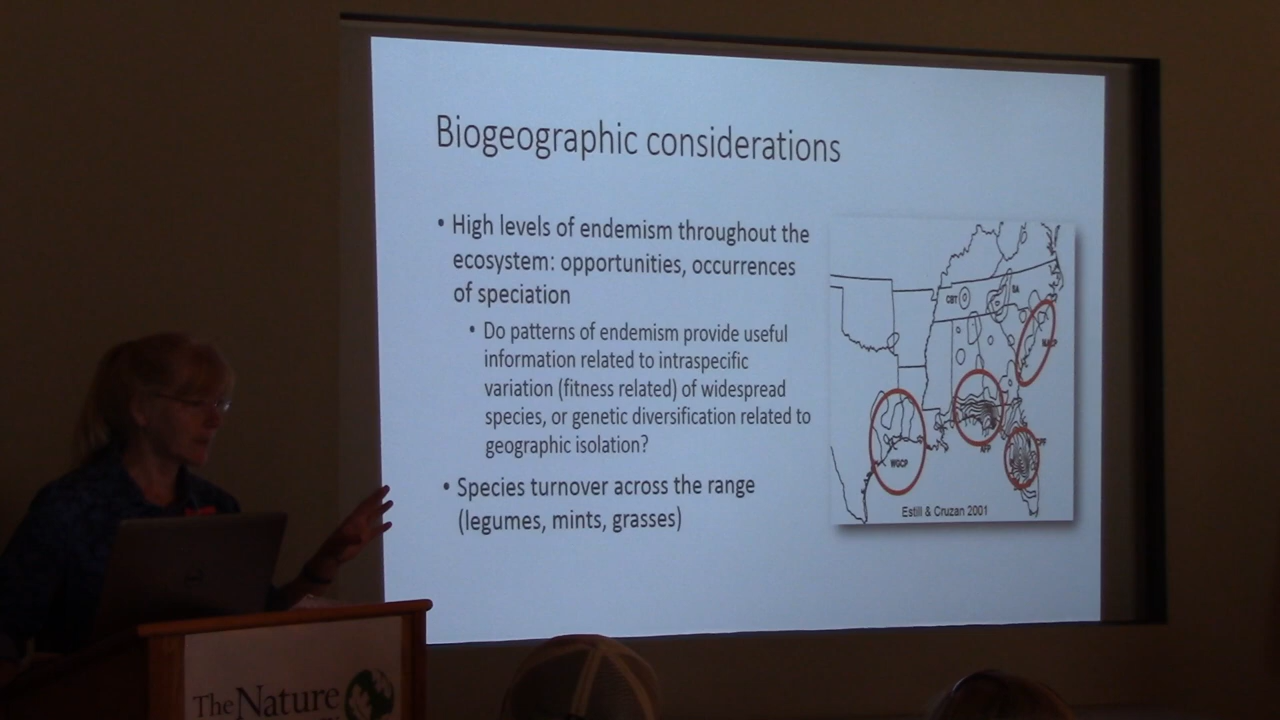 Biogeographic considerations
• High levels of endemism throughout the
ecosystem: opportunities, occurrences
of speciation
• Do patterns of endemism provide useful
information related to intraspecific
variation (fitness related) of widespread
species, or genetic diversification related to
geographic isolation?
• Species turnover across the range
(legumes, mints, grasses)
CBT
SA
WGCP
Estill & Cruzan 2001
The Nature